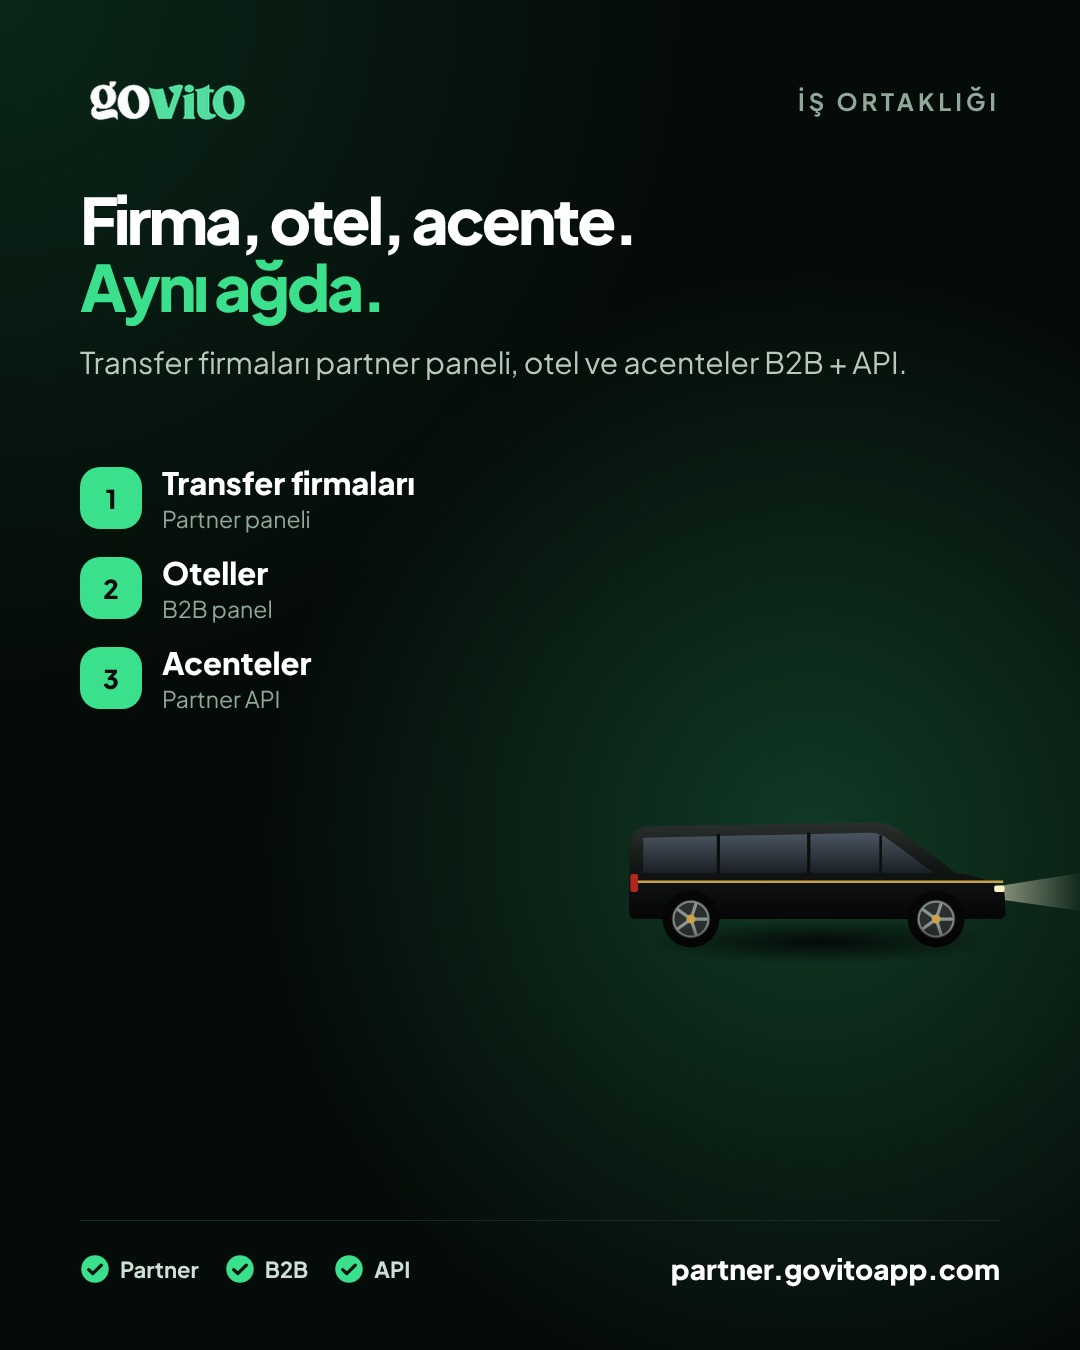 govito
İŞ ORTAKLIĞI
Firma, otel, acente.
Aynı ağda.
Transfer firmaları partner paneli, otel ve acenteler B2B + API.
1 Transfer firmaları
Partner paneli
2 Oteller
B2B panel
3 Acenteler
Partner API
Partner B2B API
partner.govitoapp.com